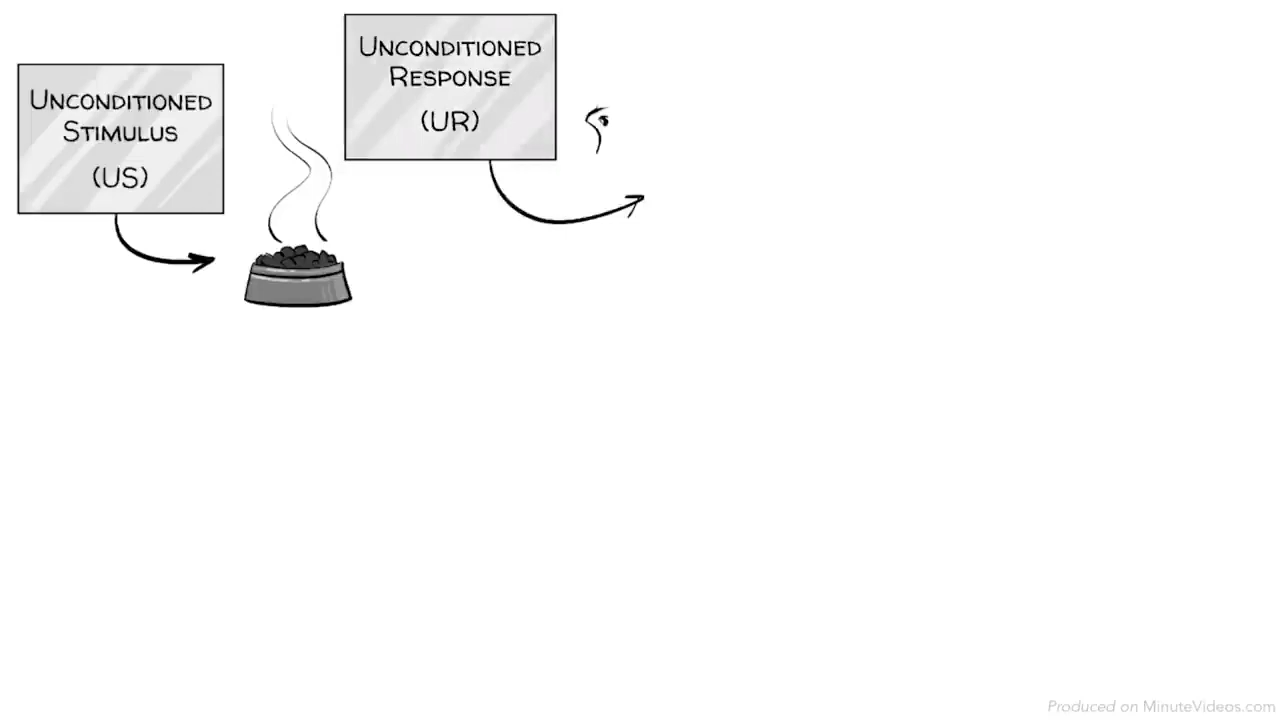 Unconditioned
Stimulus
(US)
Unconditioned
Response
(UR)
Produced on MinuteVideos.com